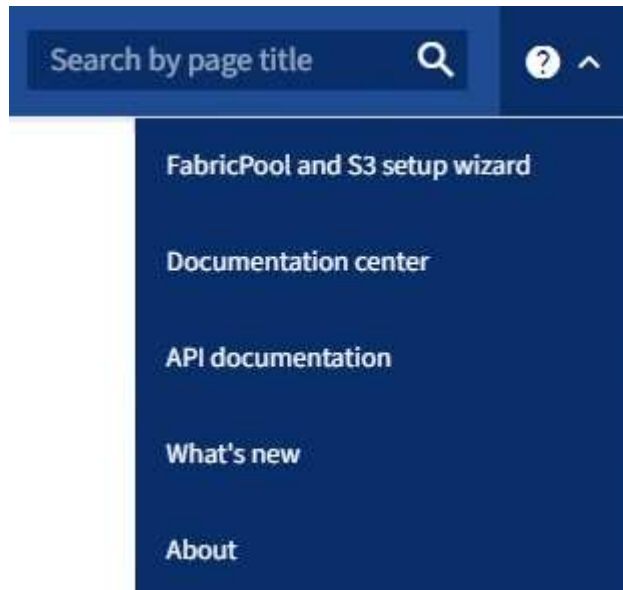 Search by page title
FabricPool and S3 setup wizard
Documentation center
API documentation
What's new
About